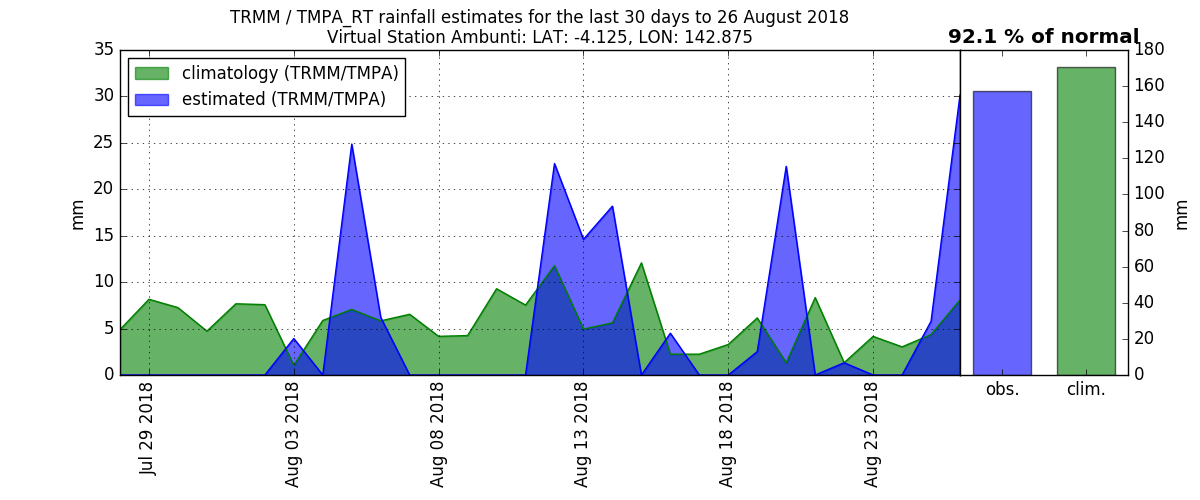 TRMM / TMPA_RT rainfall estimates for the last 30 days to 26 August 2018
Virtual Station Ambunti: LAT: -4.125, LON: 142.875
92.1 % of normal
climatology (TRMM/TMPA)
estimated (TRMM/TMPA)
mm
35
30
25
20
15
10
5
0
Jul 29 2018
Aug 03 2018
Aug 08 2018
Aug 13 2018
Aug 18 2018
Aug 23 2018
obs.
clim.
180
160
140
120
100
80
60
40
20
0
mm